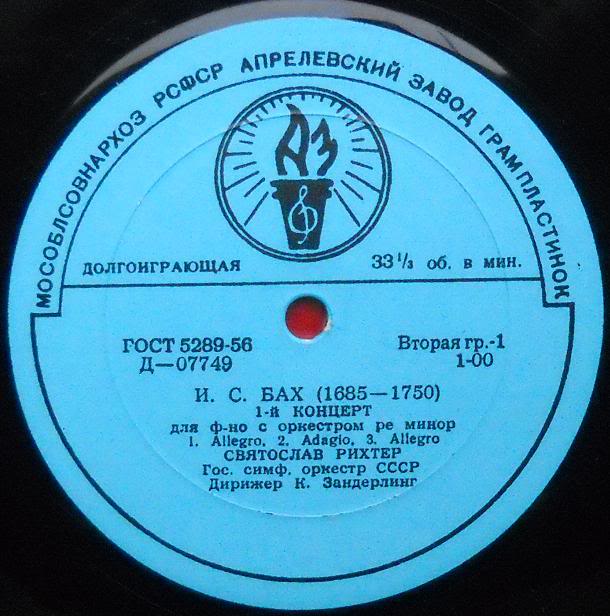 МОСОБЛСОВНАРХОЗ РСФСР АПРЕЛЕВСКИЙ ЗАВОД ГРАМПЛАСТИНОК
АЗ
ДОЛГОИГРАЮЩАЯ 33⅓ об. в мин.
ГОСТ 5289-56 Вторая гр.-1
Д—07749 1-00
И. С. БАХ (1685—1750)
1-й КОНЦЕРТ
для ф-но с оркестром ре минор
1. Allegro, 2. Adagio, 3. Allegro
СВЯТОСЛАВ РИХТЕР
Гос. симф. оркестр СССР
Дирижер К. Зандерлинг